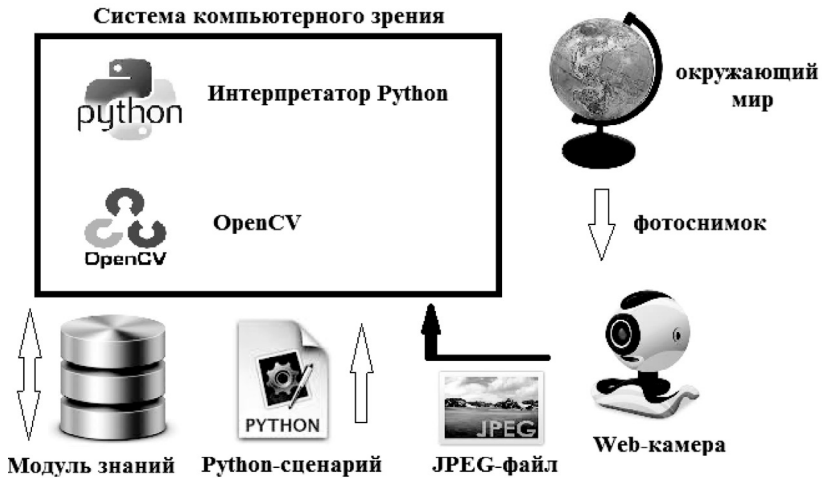 Система компьютерного зрения
python
Интерпретатор Python
окружающий
мир
OpenCV
OpenCV
фотоснимок
PYTHON
JPEG
Модуль знаний
Python-сценарий
JPEG-файл
Web-камера